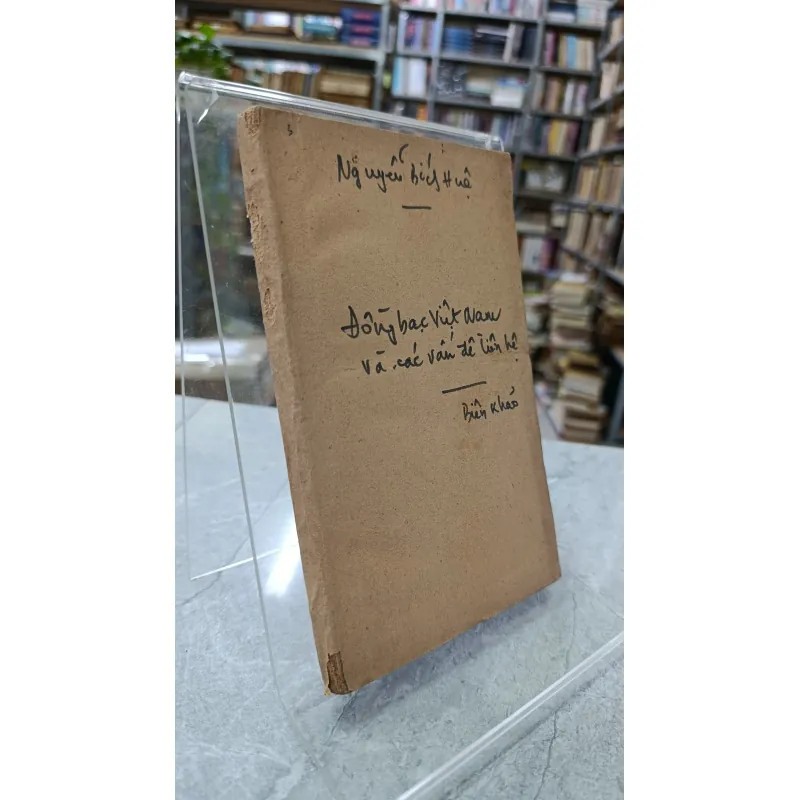 Nguyễn Bích Huệ
Đồng bạc Việt Nam
và các vấn đề liên hệ
Biên khảo